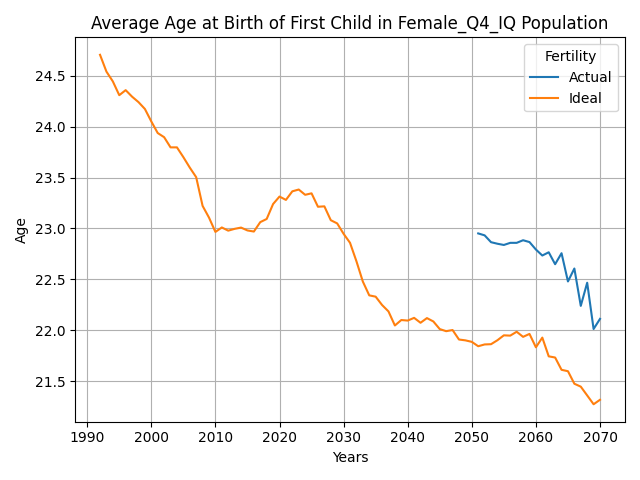 Average Age at Birth of First Child in Female_Q4_IQ Population
Fertility
Actual
Ideal
Age
24.5
24.0
23.5
23.0
22.5
22.0
21.5
1990
2000
2010
2020
2030
2040
2050
2060
2070
Years